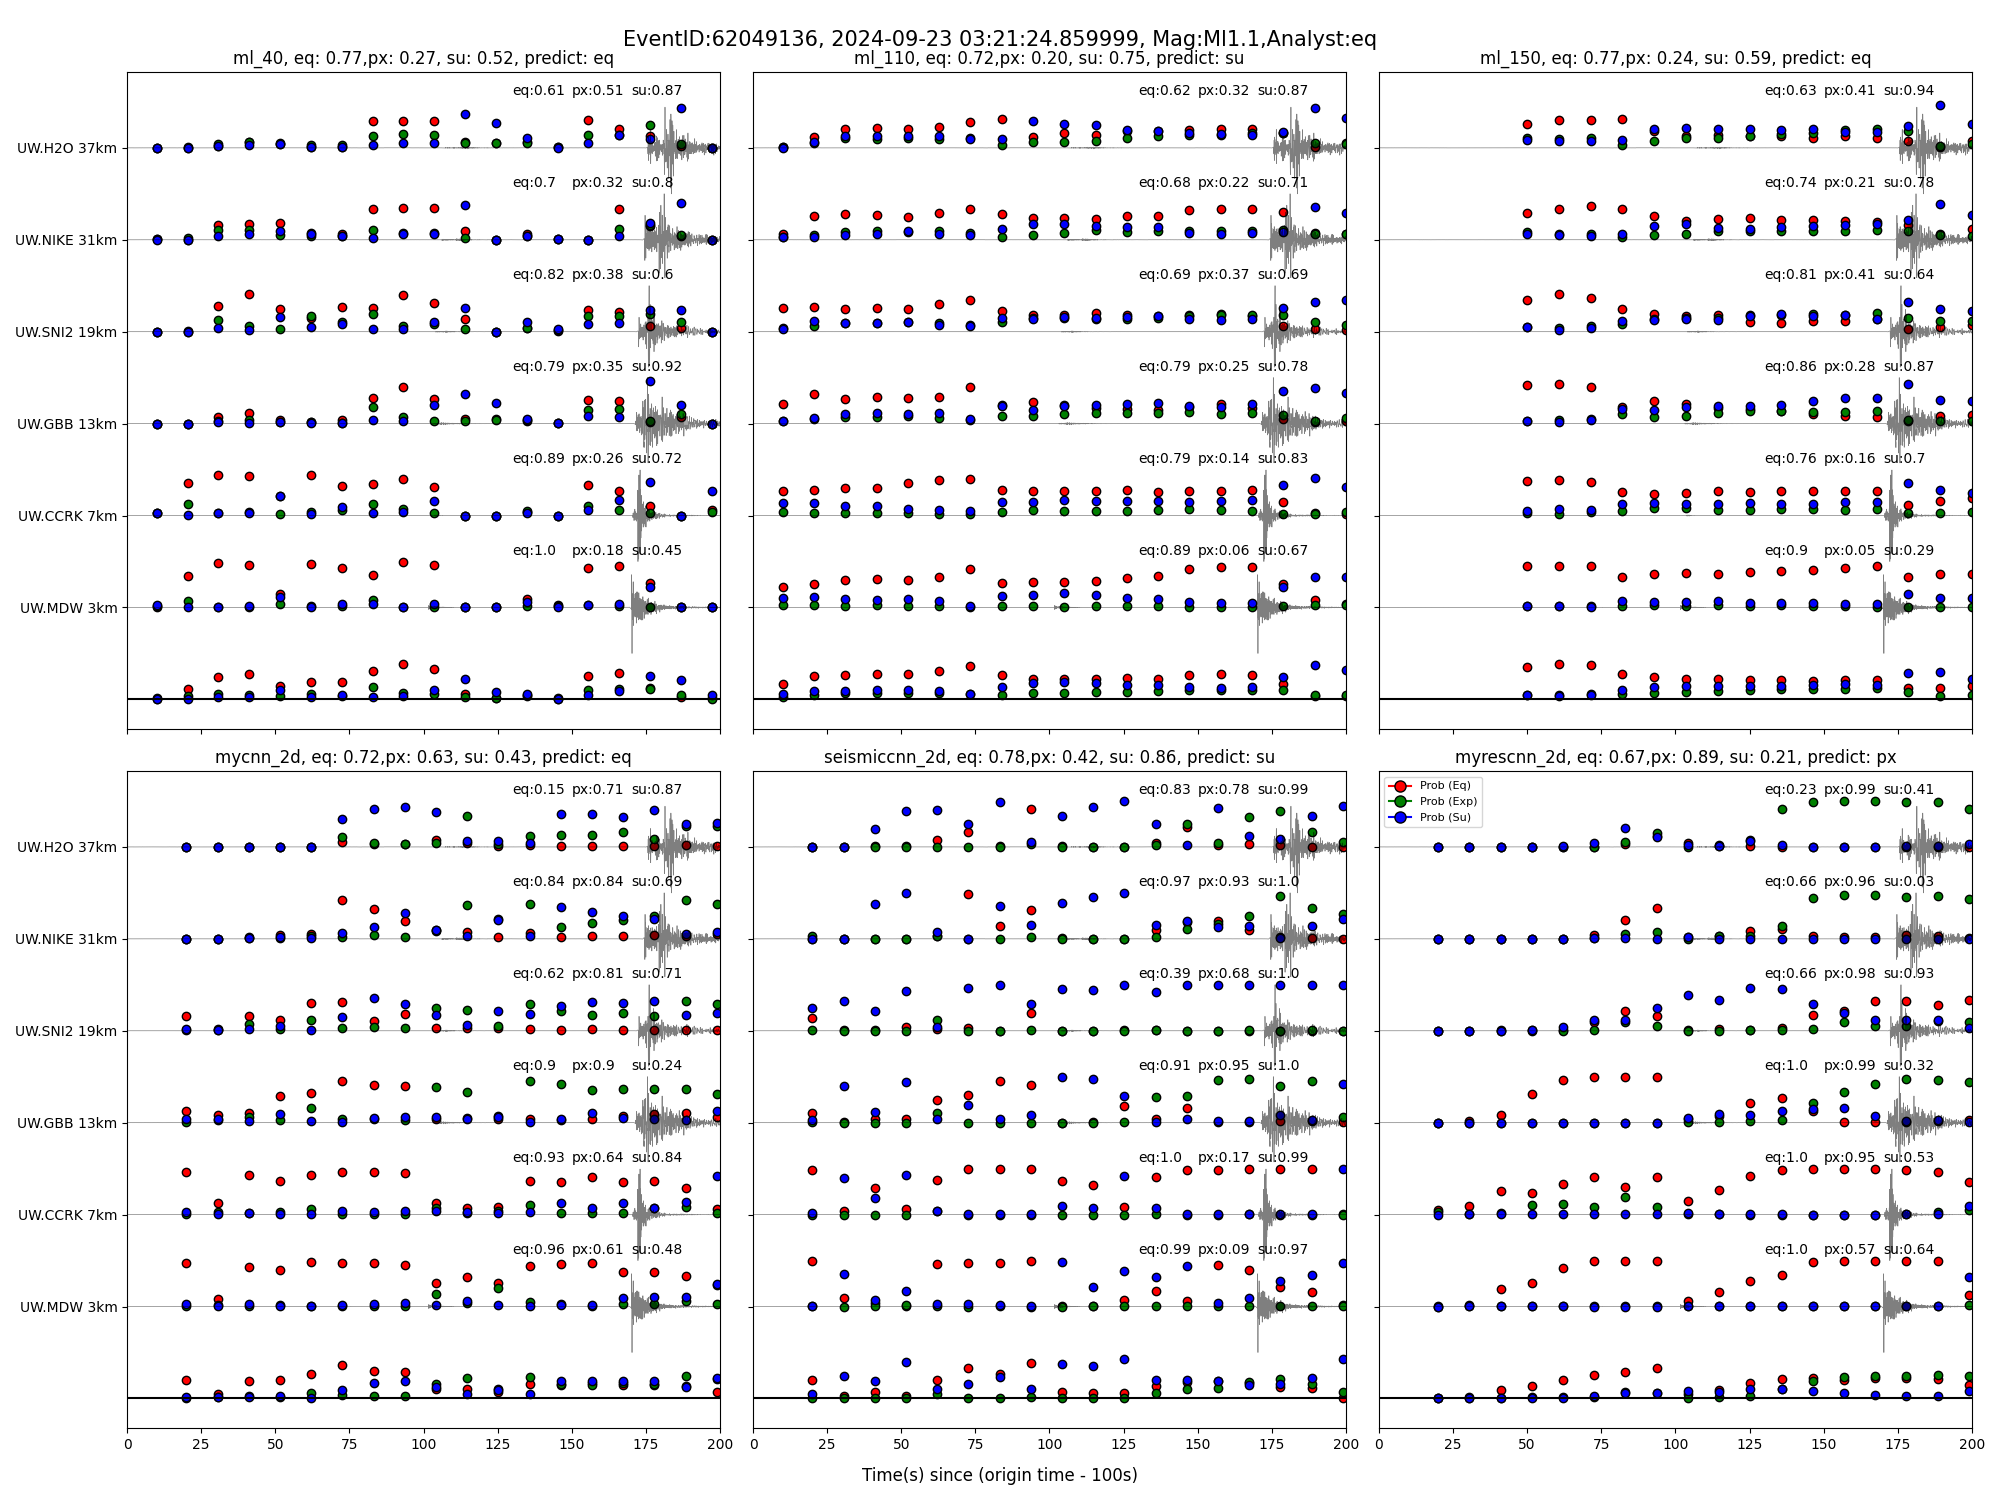 EventID:62049136, 2024-09-23 03:21:24.859999, Mag:Ml1.1,Analyst:eq
ml_40, eq: 0.77,px: 0.27, su: 0.52, predict: eq
eq:0.61 px:0.51 su:0.87
UW.H2O 37km
eq:0.7 px:0.32 su:0.8
UW.NIKE 31km
eq:0.82 px:0.38 su:0.6
UW.SNI2 19km
eq:0.79 px:0.35 su:0.92
UW.GBB 13km
eq:0.89 px:0.26 su:0.72
UW.CCRK 7km
eq:1.0 px:0.18 su:0.45
UW.MDW 3km
ml_110, eq: 0.72,px: 0.20, su: 0.75, predict: su
eq:0.62 px:0.32 su:0.87
eq:0.68 px:0.22 su:0.71
eq:0.69 px:0.37 su:0.69
eq:0.79 px:0.25 su:0.78
eq:0.79 px:0.14 su:0.83
eq:0.89 px:0.06 su:0.67
ml_150, eq: 0.77,px: 0.24, su: 0.59, predict: eq
eq:0.63 px:0.41 su:0.94
eq:0.74 px:0.21 su:0.78
eq:0.81 px:0.41 su:0.64
eq:0.86 px:0.28 su:0.87
eq:0.76 px:0.16 su:0.7
eq:0.9 px:0.05 su:0.29
mycnn_2d, eq: 0.72,px: 0.63, su: 0.43, predict: eq
eq:0.15 px:0.71 su:0.87
UW.H2O 37km
eq:0.84 px:0.84 su:0.69
UW.NIKE 31km
eq:0.62 px:0.81 su:0.71
UW.SNI2 19km
eq:0.9 px:0.9 su:0.24
UW.GBB 13km
eq:0.93 px:0.64 su:0.84
UW.CCRK 7km
eq:0.96 px:0.61 su:0.48
UW.MDW 3km
0 25 50 75 100 125 150 175 200
seismiccnn_2d, eq: 0.78,px: 0.42, su: 0.86, predict: su
eq:0.83 px:0.78 su:0.99
eq:0.97 px:0.93 su:1.0
eq:0.39 px:0.68 su:1.0
eq:0.91 px:0.95 su:1.0
eq:1.0 px:0.17 su:0.99
eq:0.99 px:0.09 su:0.97
0 25 50 75 100 125 150 175 200
myrescnn_2d, eq: 0.67,px: 0.89, su: 0.21, predict: px
Prob (Eq)
Prob (Exp)
Prob (Su)
eq:0.23 px:0.99 su:0.41
eq:0.66 px:0.96 su:0.03
eq:0.66 px:0.98 su:0.93
eq:1.0 px:0.99 su:0.32
eq:1.0 px:0.95 su:0.53
eq:1.0 px:0.57 su:0.64
0 25 50 75 100 125 150 175 200
Time(s) since (origin time - 100s)